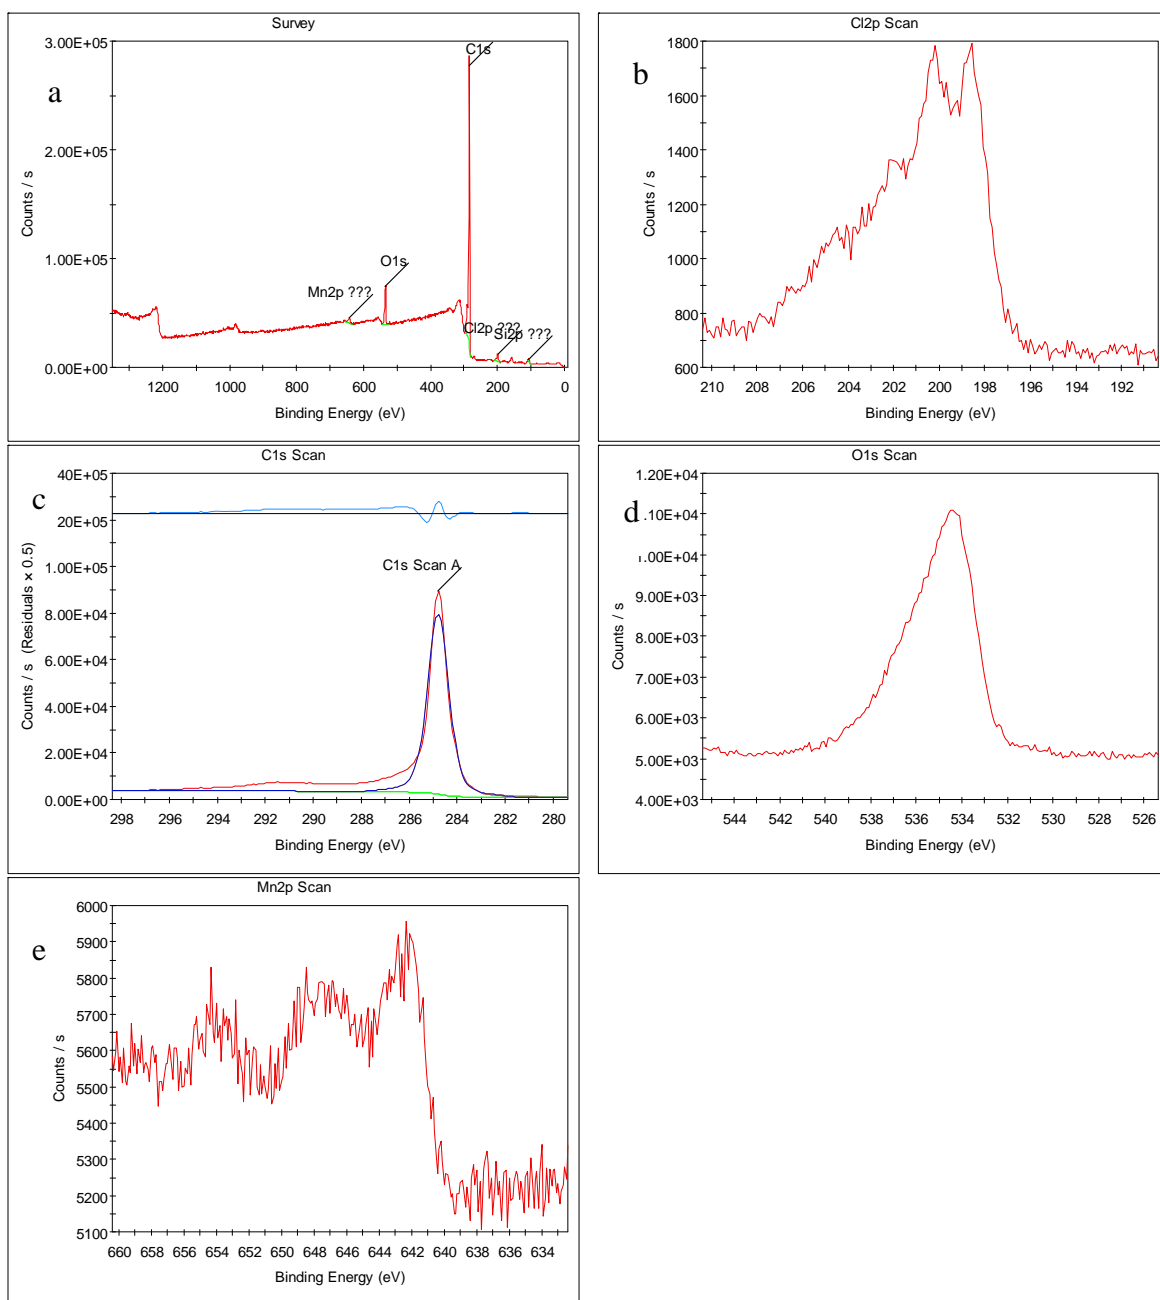 Survey
a
3.00E+05
2.00E+05
1.00E+05
0.00E+00
Counts / s
C1s
O1s
Mn2p ???
Cl2p ???
Si2p ???
1200 1000 800 600 400 200 0
Binding Energy (eV)
Cl2p Scan
b
1800
1600
1400
1200
1000
800
600
Counts / s
210 208 206 204 202 200 198 196 194 192
Binding Energy (eV)
C1s Scan
c
40E+05
20E+05
1.00E+05
8.00E+04
6.00E+04
4.00E+04
2.00E+04
0.00E+00
Counts / s (Residuals × 0.5)
C1s Scan A
298 296 294 292 290 288 286 284 282 280
Binding Energy (eV)
O1s Scan
d
1.20E+04
.10E+04
.00E+04
9.00E+03
8.00E+03
7.00E+03
6.00E+03
5.00E+03
4.00E+03
Counts / s
544 542 540 538 536 534 532 530 528 526
Binding Energy (eV)
Mn2p Scan
e
6000
5900
5800
5700
5600
5500
5400
5300
5200
5100
Counts / s
660 658 656 654 652 650 648 646 644 642 640 638 636 634
Binding Energy (eV)